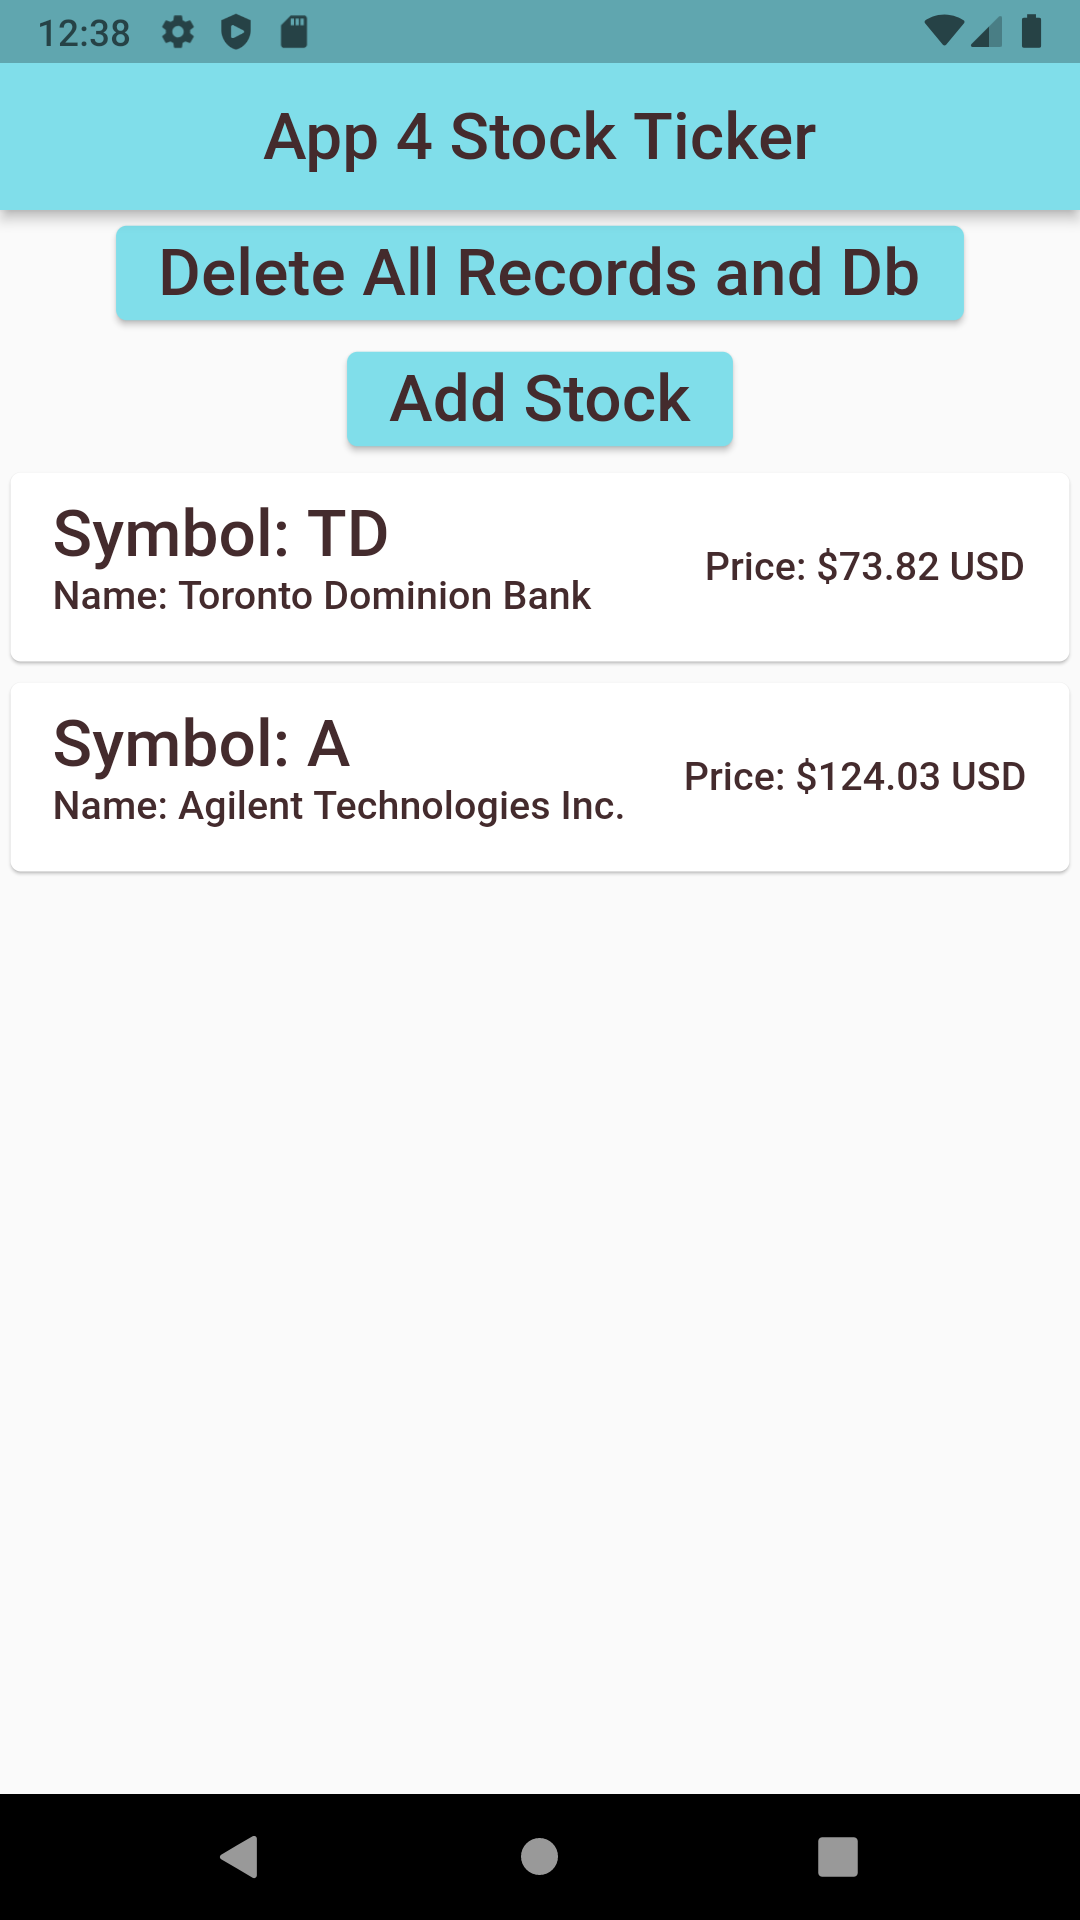 12:38
App 4 Stock Ticker
Delete All Records and Db
Add Stock
Symbol: TD
Name: Toronto Dominion Bank
Price: $73.82 USD
Symbol: A
Name: Agilent Technologies Inc.
Price: $124.03 USD